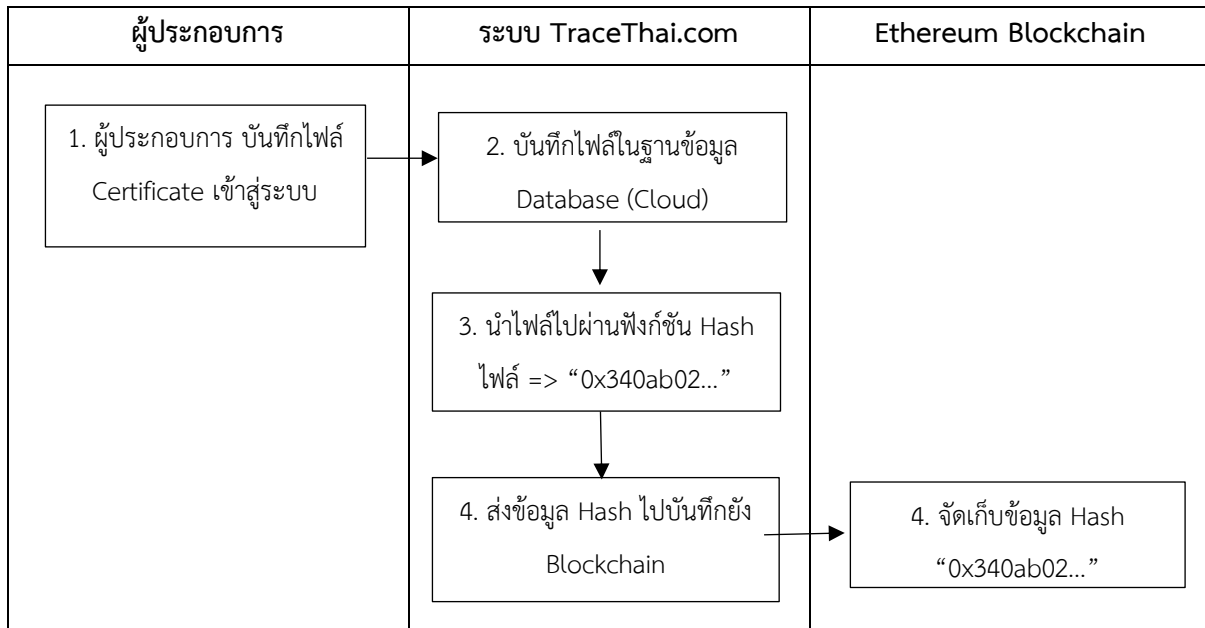 ผู้ประกอบการ
ระบบ TraceThai.com
Ethereum Blockchain
1. ผู้ประกอบการ บันทึกไฟล์
Certificate เข้าสู่ระบบ
2. บันทึกไฟล์ในฐานข้อมูล
Database (Cloud)
3. นำไฟล์ไปผ่านฟังก์ชัน Hash
ไฟล์ => “0x340ab02...”
4. ส่งข้อมูล Hash ไปบันทึกยัง
Blockchain
4. จัดเก็บข้อมูล Hash
“0x340ab02...”